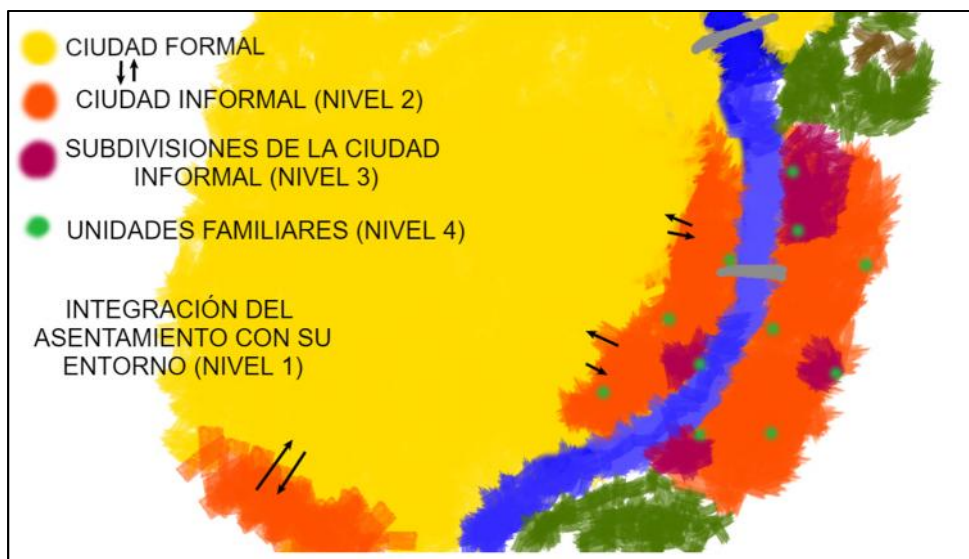 CIUDAD FORMAL
CIUDAD INFORMAL (NIVEL 2)
SUBDIVISIONES DE LA CIUDAD
INFORMAL (NIVEL 3)
UNIDADES FAMILIARES (NIVEL 4)
INTEGRACIÓN DEL
ASENTAMIENTO CON SU
ENTORNO (NIVEL 1)